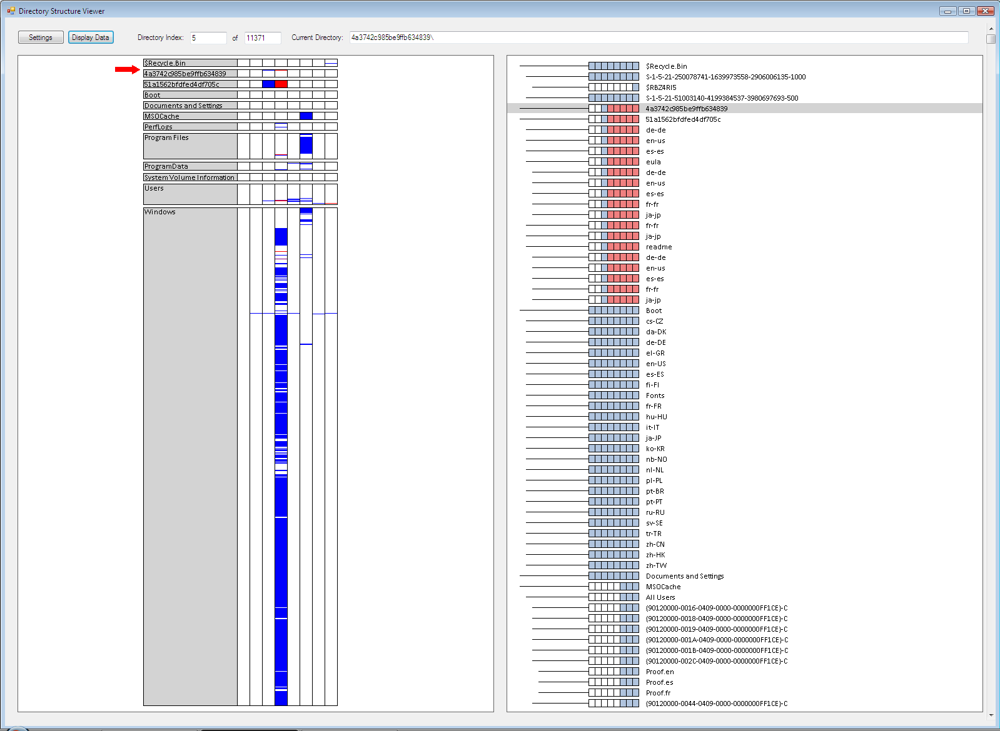 Directory Structure Viewer
Settings Display Data Directory Index: 5 of 11371 Current Directory: 4a3742c985be9ffb634839\
$Recycle.Bin
4a3742c985be9ffb634839
51a1562bfdfed4df705c
Boot
Documents and Settings
MSOCache
PerfLogs
Program Files
ProgramData
System Volume Information
Users
Windows
$Recycle.Bin
S-1-5-21-250078741-1639973558-2906006135-1000
$RBZ4RI5
S-1-5-21-51003140-4199384537-3980697693-500
4a3742c985be9ffb634839
51a1562bfdfed4df705c
de-de
en-us
es-es
eula
de-de
en-us
es-es
fr-fr
ja-jp
fr-fr
ja-jp
readme
de-de
en-us
es-es
fr-fr
ja-jp
Boot
cs-CZ
da-DK
de-DE
el-GR
en-US
es-ES
fi-FI
Fonts
fr-FR
hu-HU
it-IT
ja-JP
ko-KR
nb-NO
nl-NL
pl-PL
pt-BR
pt-PT
ru-RU
sv-SE
tr-TR
zh-CN
zh-HK
zh-TW
Documents and Settings
MSOCache
All Users
{90120000-0016-0409-0000-0000000FF1CE}-C
{90120000-0018-0409-0000-0000000FF1CE}-C
{90120000-0019-0409-0000-0000000FF1CE}-C
{90120000-001A-0409-0000-0000000FF1CE}-C
{90120000-001B-0409-0000-0000000FF1CE}-C
{90120000-002C-0409-0000-0000000FF1CE}-C
Proof.en
Proof.es
Proof.fr
{90120000-0044-0409-0000-0000000FF1CE}-C